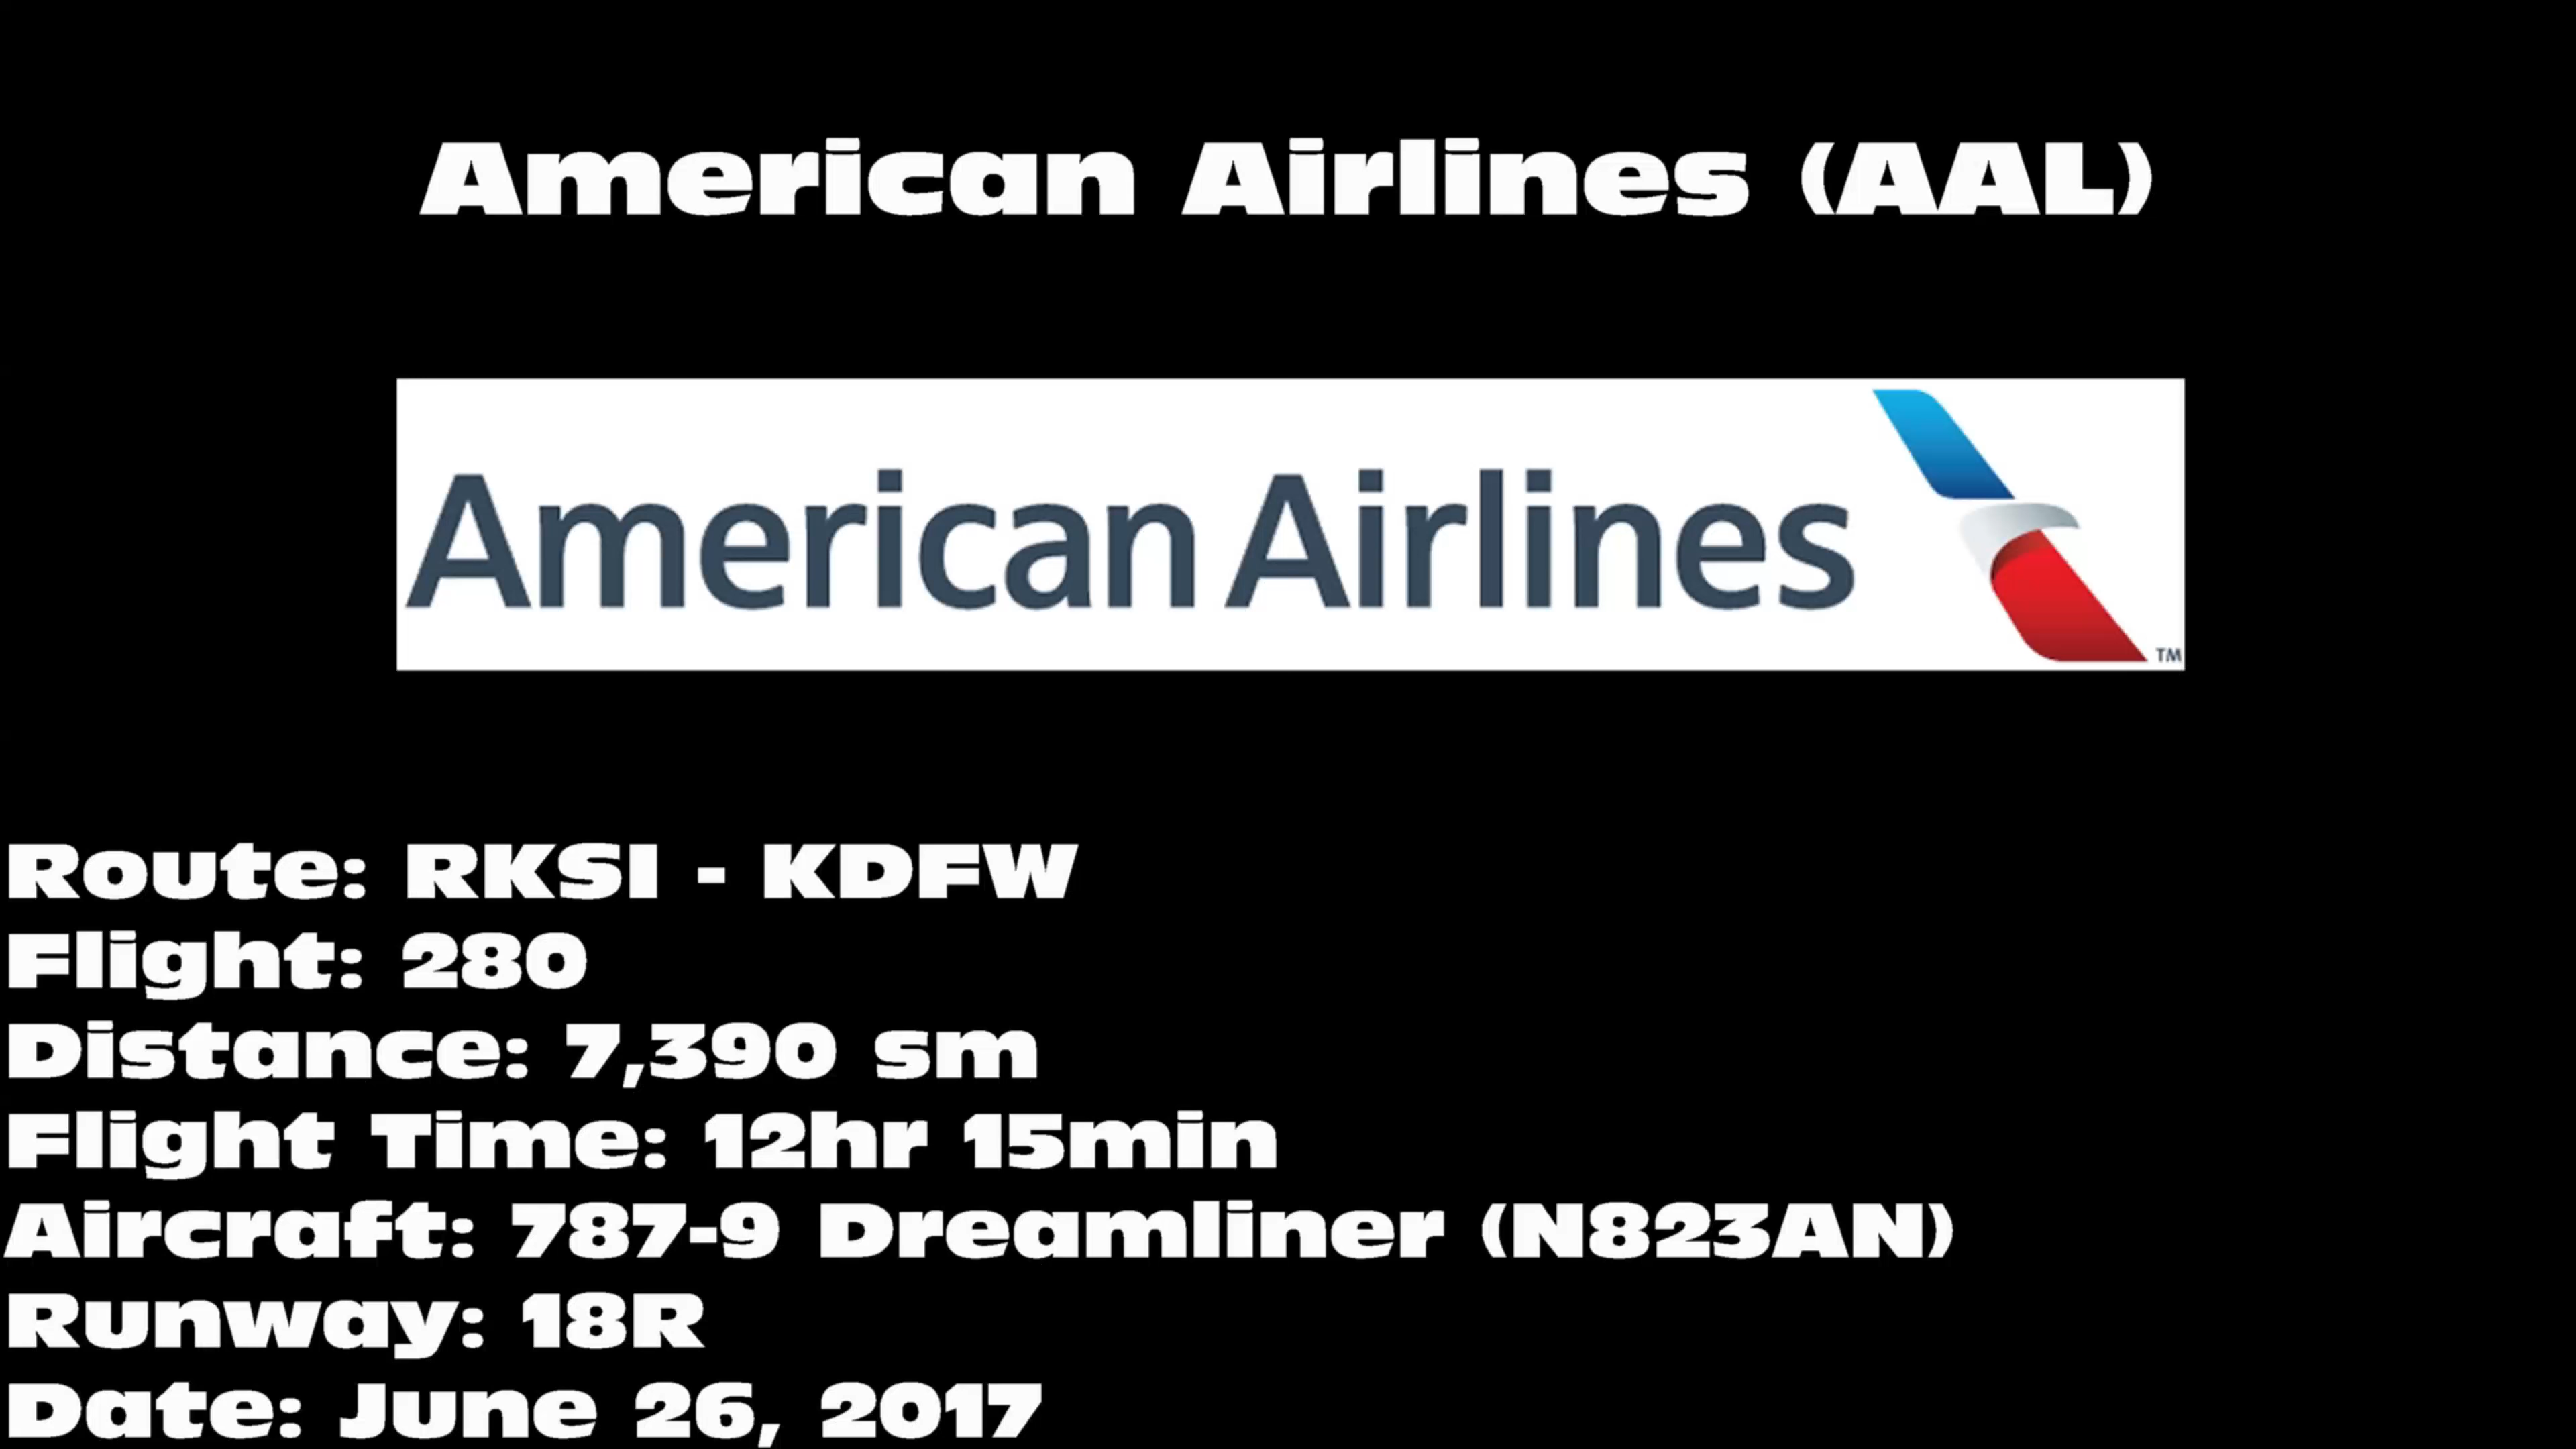 American Airlines (AAL)
American Airlines TM
Route: RKSI - KDFW
Flight: 280
Distance: 7,390 sm
Flight Time: 12hr 15min
Aircraft: 787-9 Dreamliner (N823AN)
Runway: 18R
Date: June 26, 2017